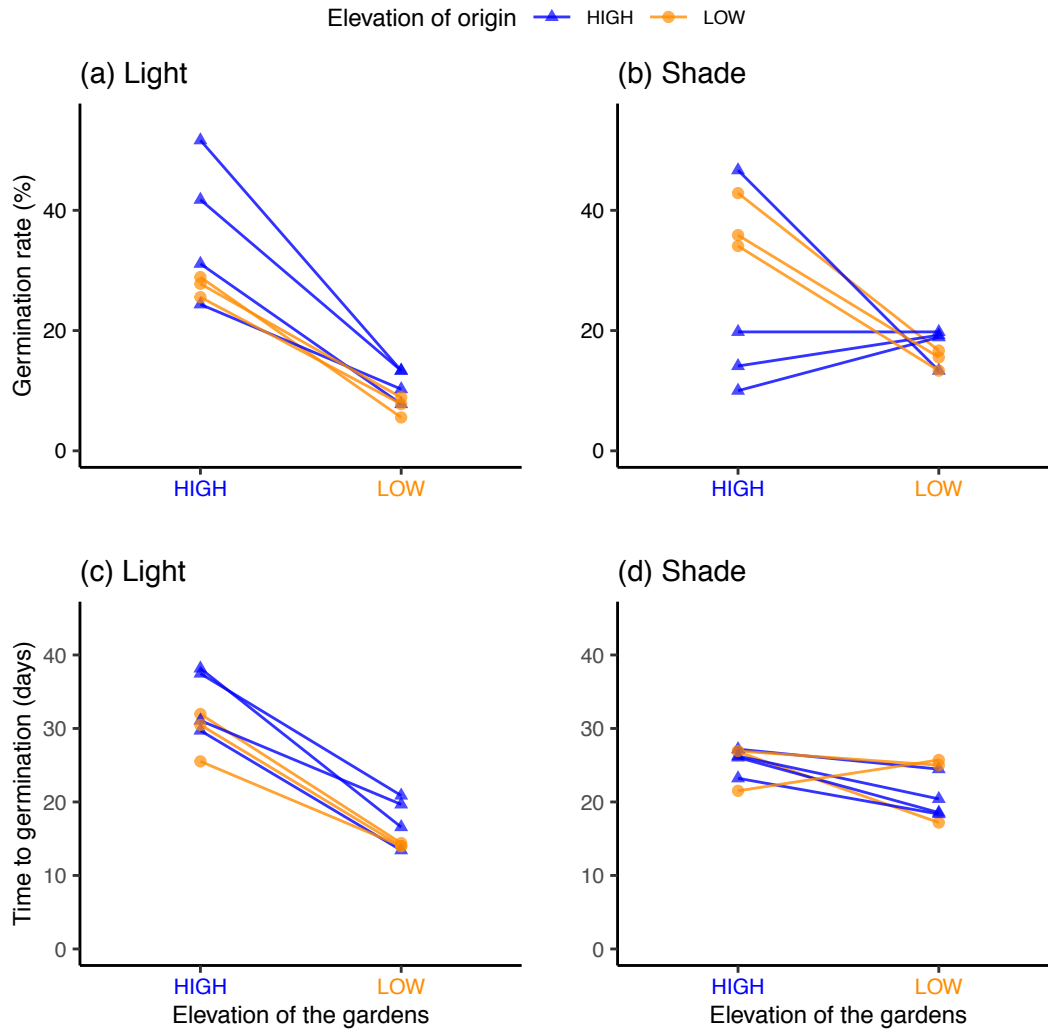 Elevation of origin HIGH LOW
(a) Light
(b) Shade
Germination rate (%)
40
20
0
HIGH LOW
40
20
0
HIGH LOW
(c) Light
(d) Shade
Time to germination (days)
40
30
20
10
0
HIGH LOW
Elevation of the gardens
40
30
20
10
0
HIGH LOW
Elevation of the gardens